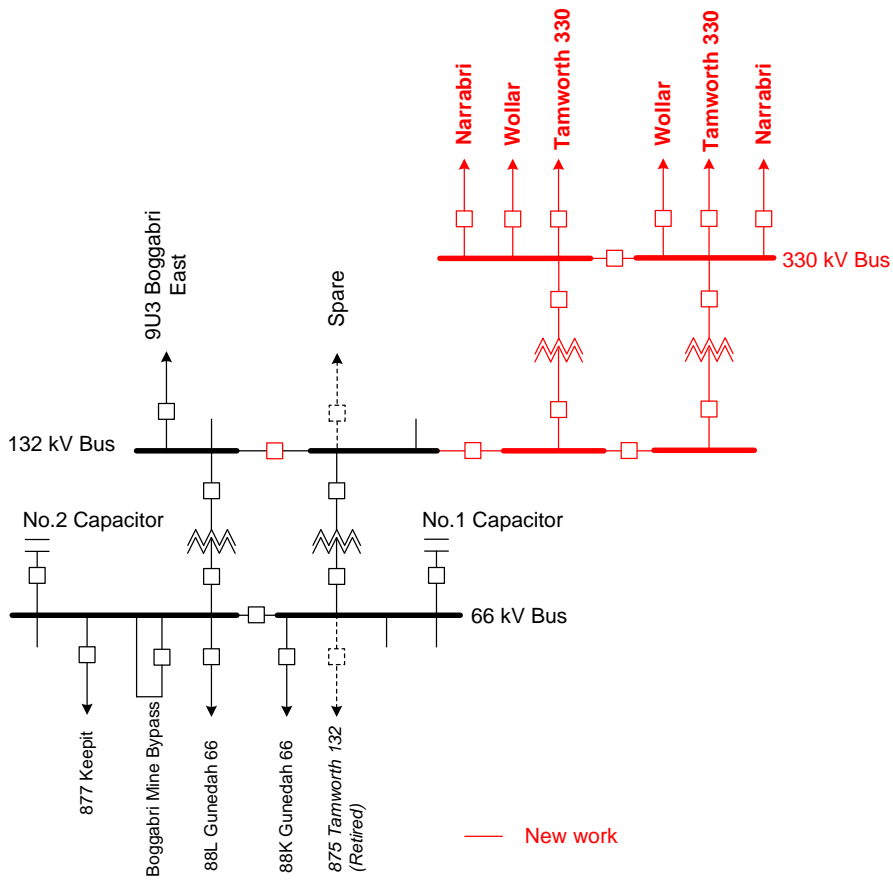 Narrabri
Wollar
Tamworth 330
Wollar
Tamworth 330
Narrabri
330 kV Bus
9U3 Boggabri
East
Spare
132 kV Bus
No.2 Capacitor
No.1 Capacitor
66 kV Bus
877 Keepit
Boggabri Mine Bypass
88L Gunedah 66
88K Gunedah 66
875 Tamworth 132
(Retired)
New work